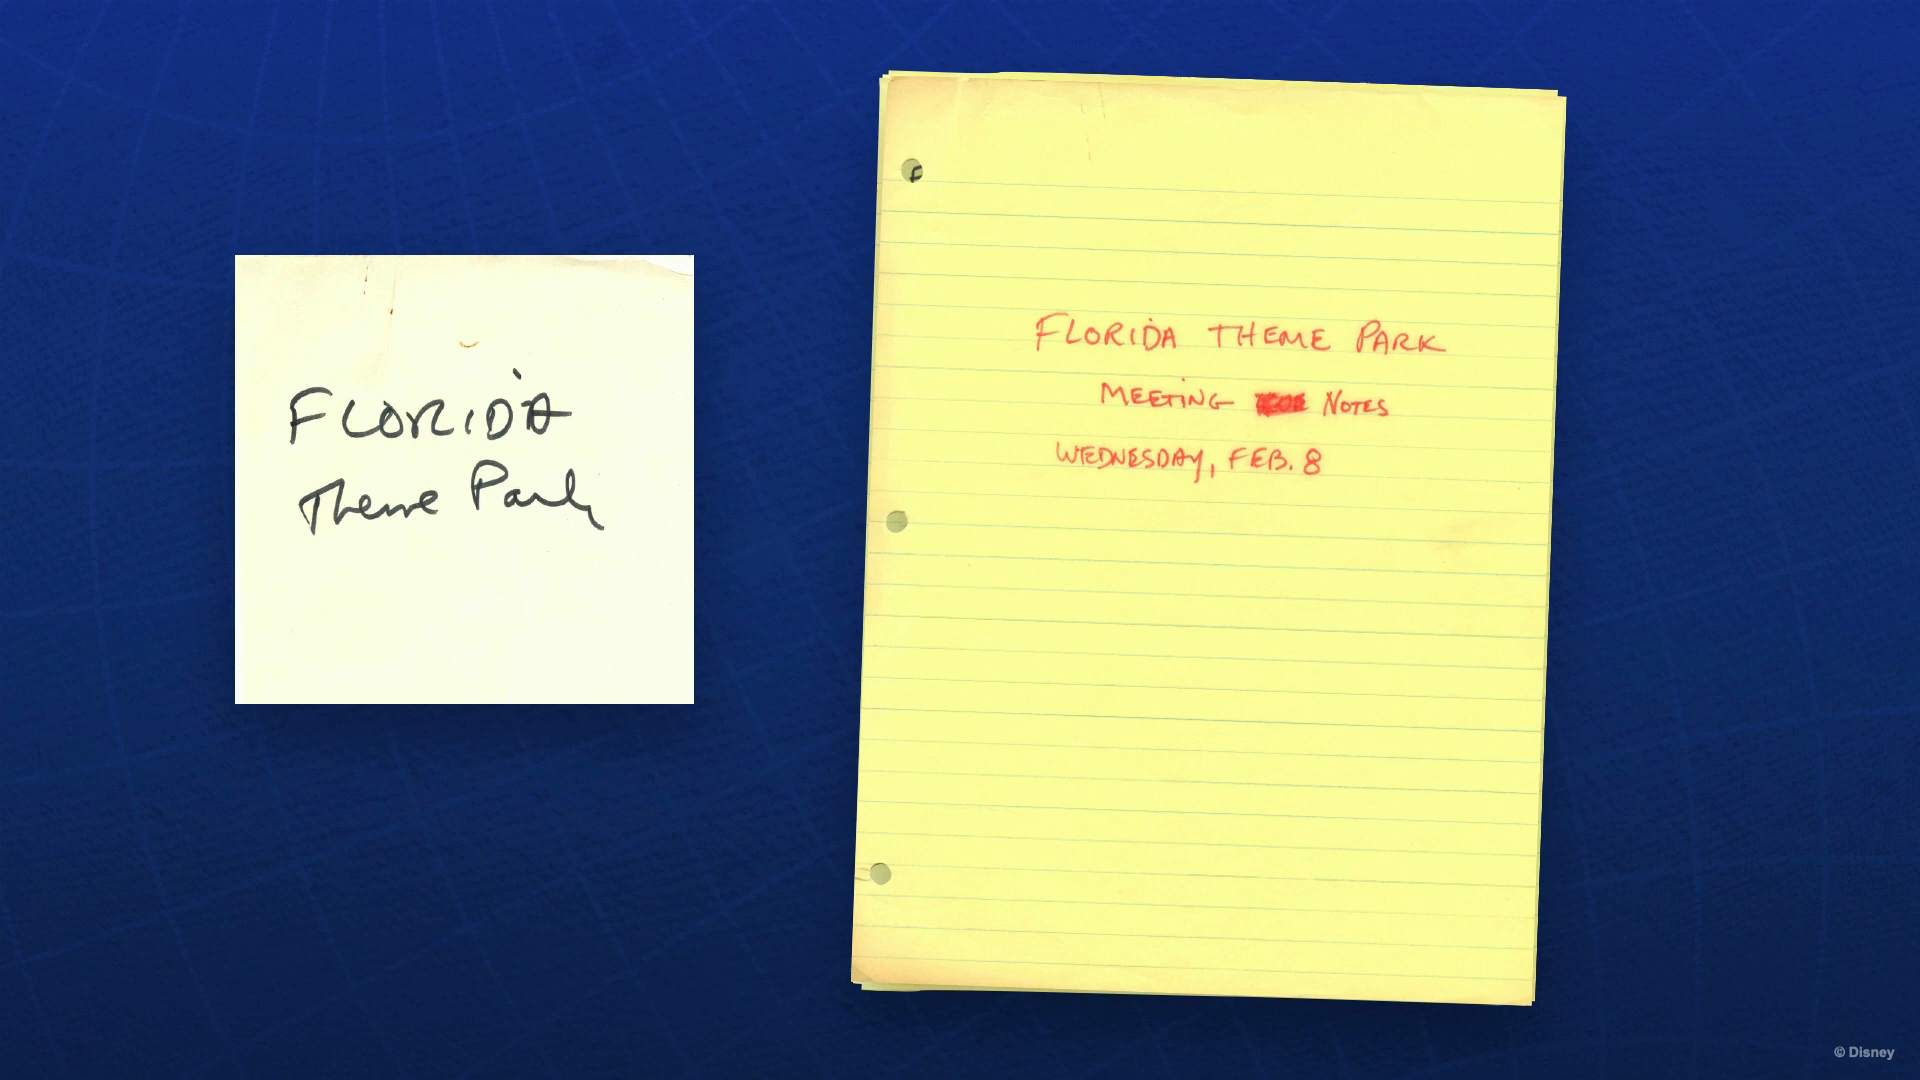 FLORIDA
Theme Park
FLORIDA THEME PARK
MEETING NOTES
WEDNESDAY, FEB. 8
© Disney